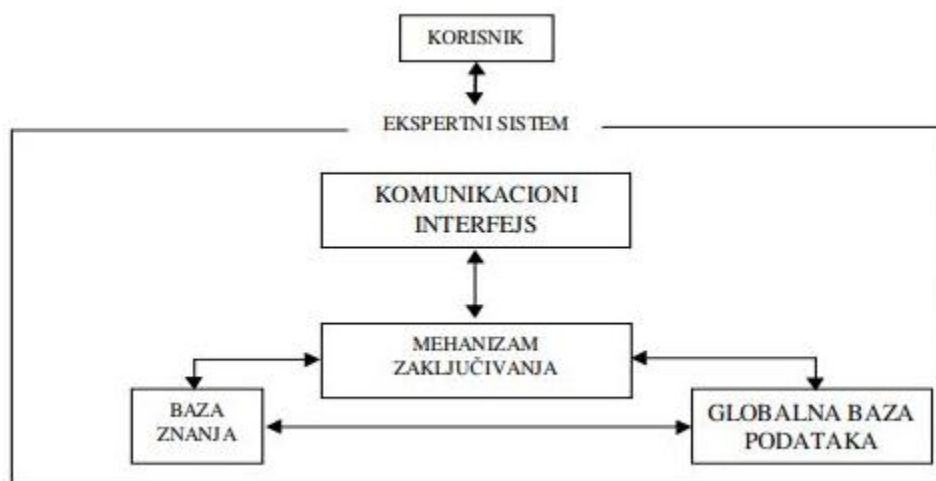 KORISNIK
EKSPERTNI SISTEM
KOMUNIKACIONI
INTERFEJS
MEHANIZAM
ZAKLJUČIVANJA
BAZA
ZNANJA
GLOBALNA BAZA
PODATAKA